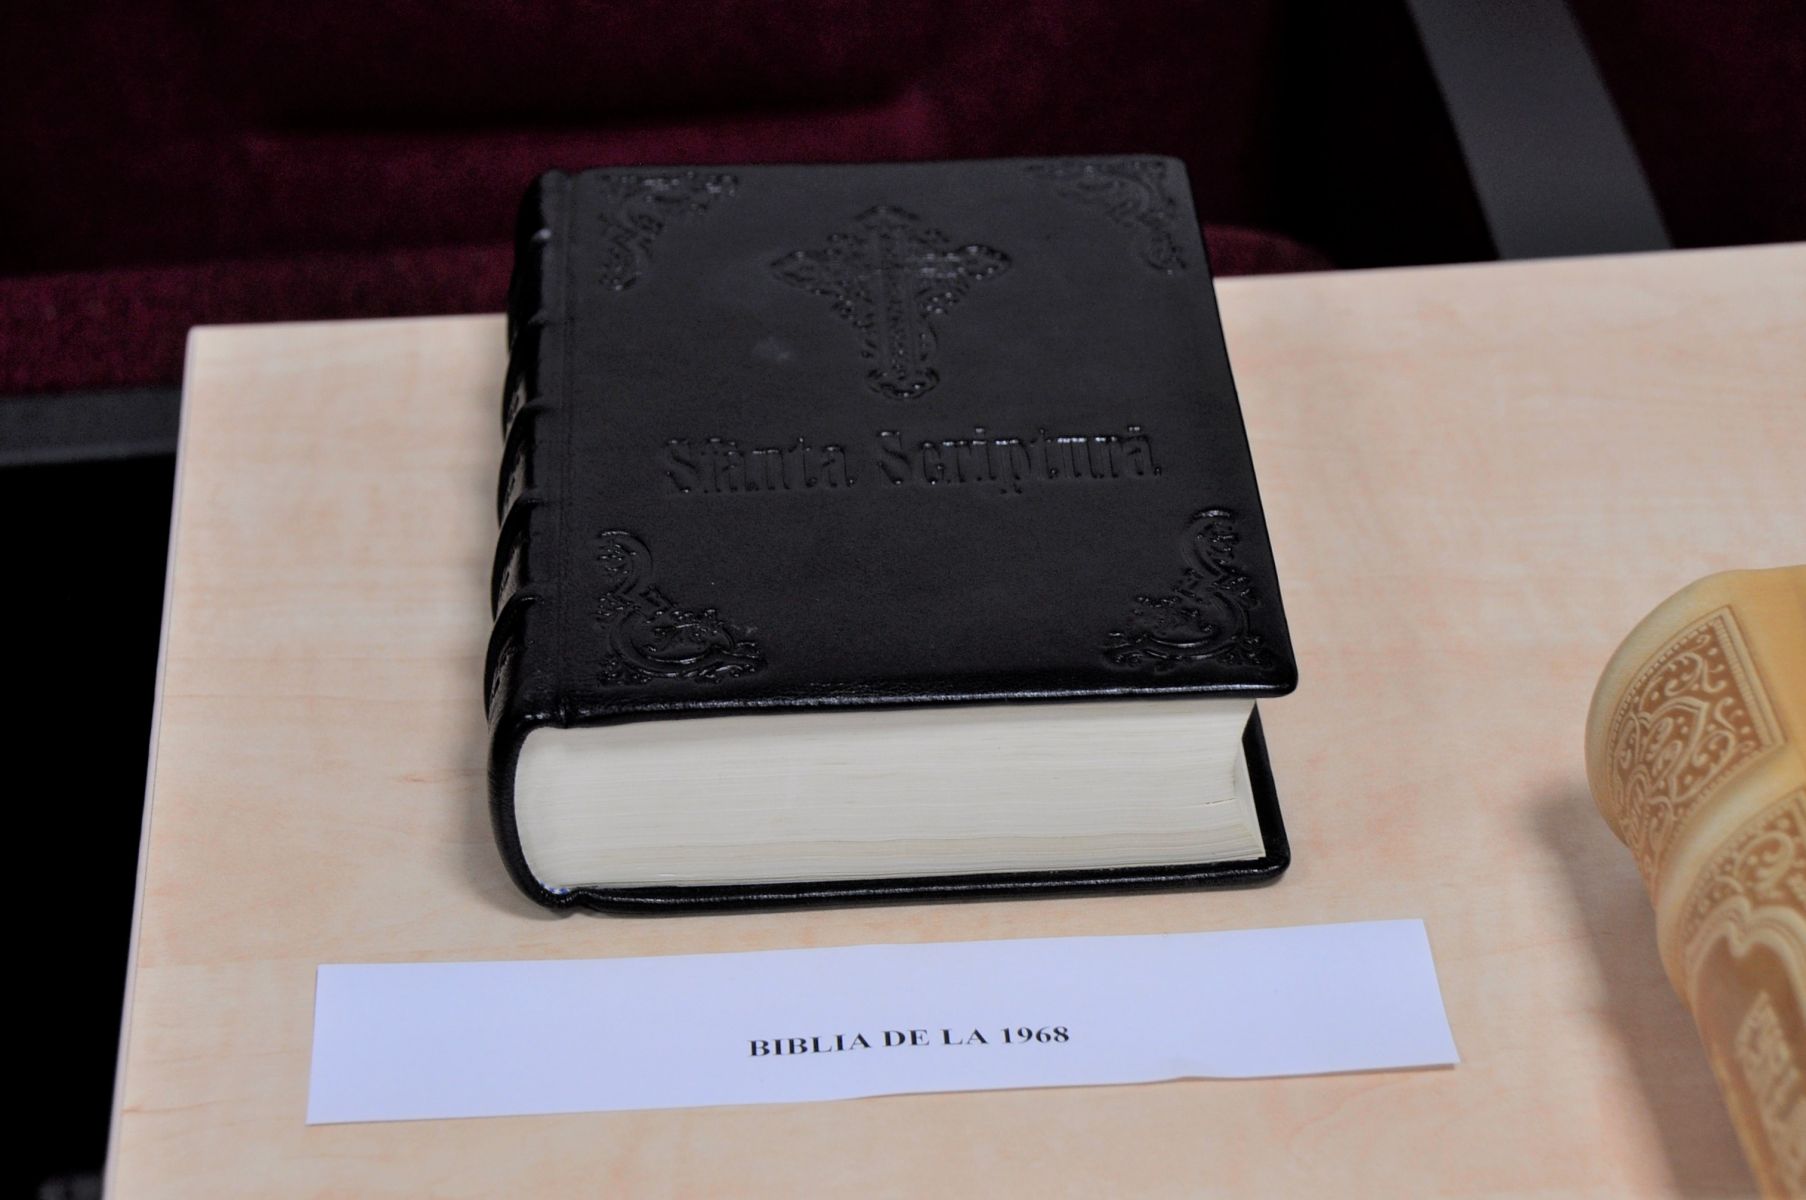 Sfânta Scriptură
BIBLIA DE LA 1968